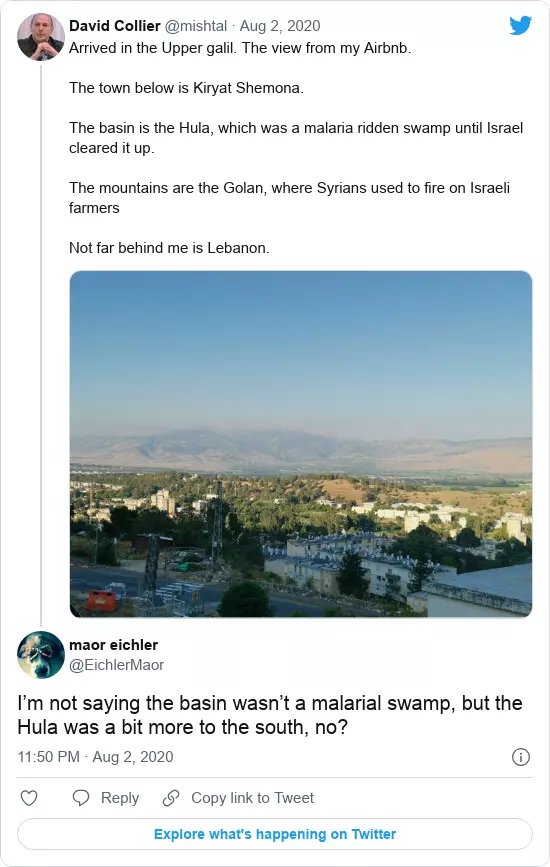 David Collier @mishtal · Aug 2, 2020
Arrived in the Upper galil. The view from my Airbnb.
The town below is Kiryat Shemona.
The basin is the Hula, which was a malaria ridden swamp until Israel
cleared it up.
The mountains are the Golan, where Syrians used to fire on Israeli
farmers
Not far behind me is Lebanon.
maor eichler
@EichlerMaor
I’m not saying the basin wasn’t a malarial swamp, but the
Hula was a bit more to the south, no?
11:50 PM · Aug 2, 2020
Reply
Copy link to Tweet
Explore what's happening on Twitter